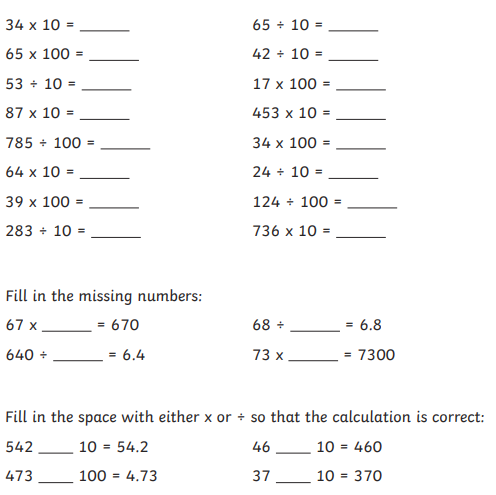 34 x 10 = ______ 65 ÷ 10 = ______
65 x 100 = ______ 42 ÷ 10 = ______
53 ÷ 10 = ______ 17 x 100 = ______
87 x 10 = ______ 453 x 10 = ______
785 ÷ 100 = ______ 34 x 100 = ______
64 x 10 = ______ 24 ÷ 10 = ______
39 x 100 = ______ 124 ÷ 100 = ______
283 ÷ 10 = ______ 736 x 10 = ______
Fill in the missing numbers:
67 x ______ = 670 68 ÷ ______ = 6.8
640 ÷ ______ = 6.4 73 x ______ = 7300
Fill in the space with either x or ÷ so that the calculation is correct:
542 ____ 10 = 54.2 46 ____ 10 = 460
473 ____ 100 = 4.73 37 ____ 10 = 370